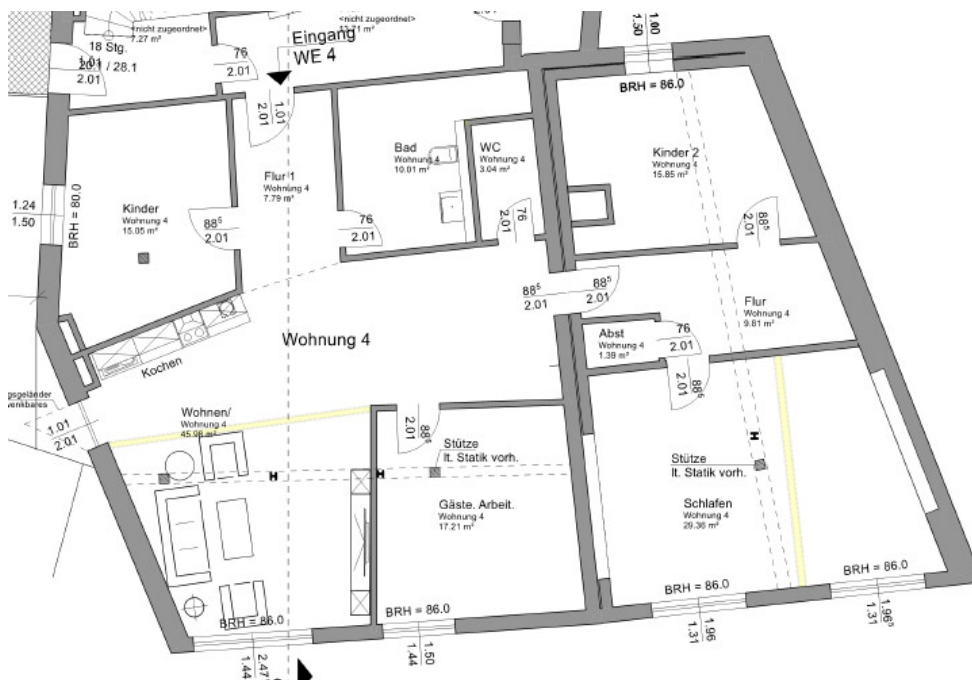 <nicht zugeordnet>
7.27 m²
18 Stg.
2.01
<nicht zugeordnet>
Eingang
WE 4
76
2.01
76
2.01
1.01
2.01
1.00
1.50
BRH = 86.0
Bad
Wohnung 4
10.01 m²
WC
Wohnung 4
3.04 m²
Kinder 2
Wohnung 4
15.85 m²
Flur 1
Wohnung 4
7.79 m²
Kinder
Wohnung 4
15.05 m²
1.24
1.50
BRH = 80.0
88⁵
2.01
76
2.01
76
2.01
88⁵
2.01
88⁵
2.01
88⁵
2.01
Flur
Wohnung 4
9.81 m²
Wohnung 4
Abst
Wohnung 4
1.39 m²
76
2.01
Kochen
88⁵
2.01
1.01
2.01
Wohnen/
Wohnung 4
45.98 m²
88⁵
2.01
Stütze
lt. Statik vorh.
Stütze
lt. Statik vorh.
Gäste. Arbeit.
Wohnung 4
17.21 m²
Schlafen
Wohnung 4
29.36 m²
BRH = 86.0
BRH = 86.0
BRH = 86.0
BRH = 86.0
2.47
1.44
1.50
1.44
1.96
1.31
1.96⁵
1.31